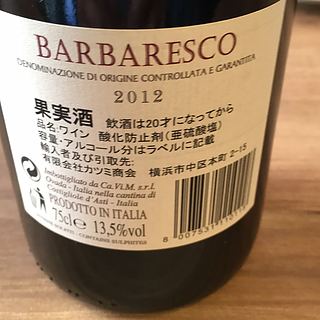 BARBARESCO
DENOMINAZIONE DI ORIGINE CONTROLLATA E GARANTITA
2012
果実酒 飲酒は20才になってから
品名:ワイン 酸化防止剤(亜硫酸塩)
容量・アルコール分はラベルに記載
輸入者及び引取先:
有限会社カツミ商会 横浜市中区本町 2-15
Imbottigliato da Ca.Vi.M. s.r.l.
Ovada - Italia nella cantina di
Costigliole d'Asti - Italia
PRODOTTO IN ITALIA
75cl e 13,5%vol
CONTAINS SULPHITES
8 007531